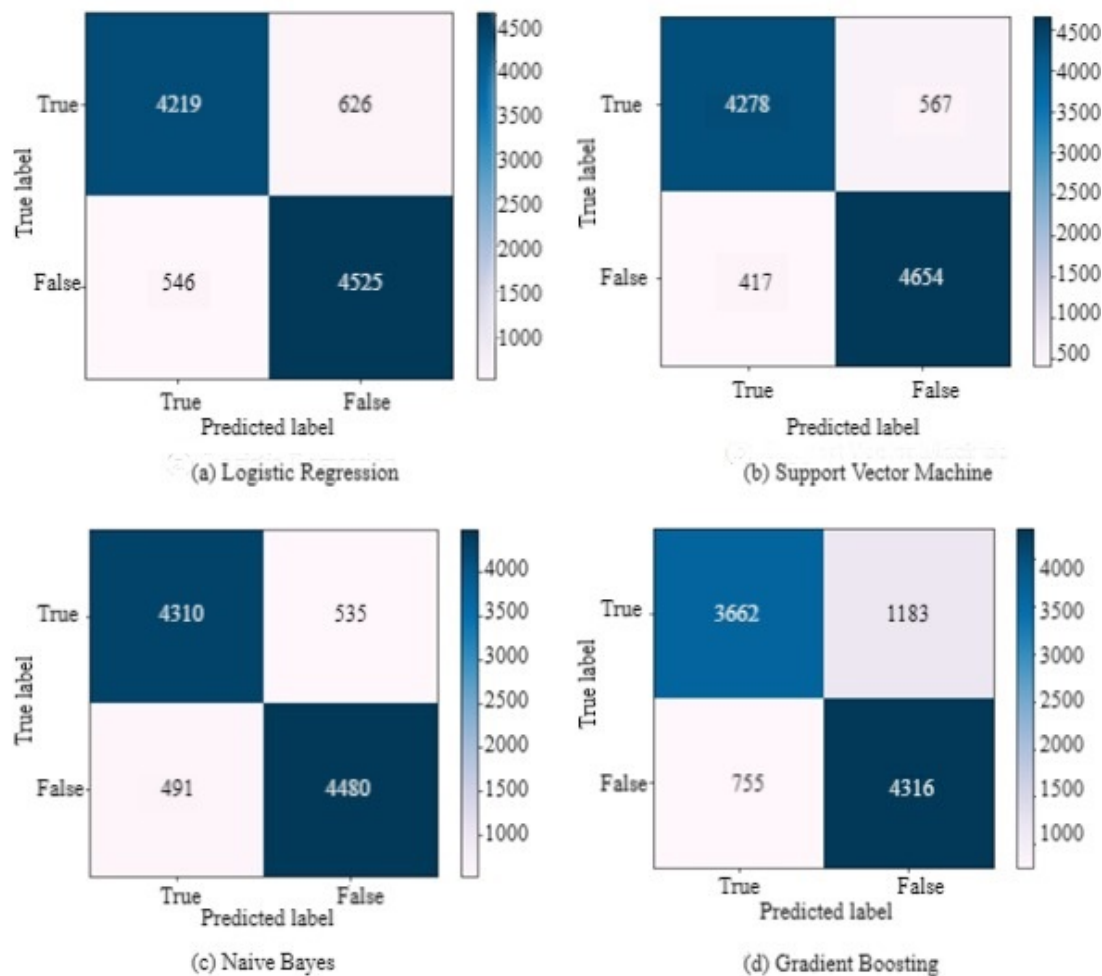 4500
4000
3500
3000
2500
2000
1500
1000
True
False
True label
4219 626
546 4525
True False
Predicted label
(a) Logistic Regression
4500
4000
3500
3000
2500
2000
1500
1000
500
True
False
True label
4278 567
417 4654
True False
Predicted label
(b) Support Vector Machine
4000
3500
3000
2500
2000
1500
1000
True
False
True label
4310 535
491 4480
True False
Predicted label
(c) Naive Bayes
4000
3500
3000
2500
2000
1500
1000
True
False
True label
3662 1183
755 4316
True False
Predicted label
(d) Gradient Boosting